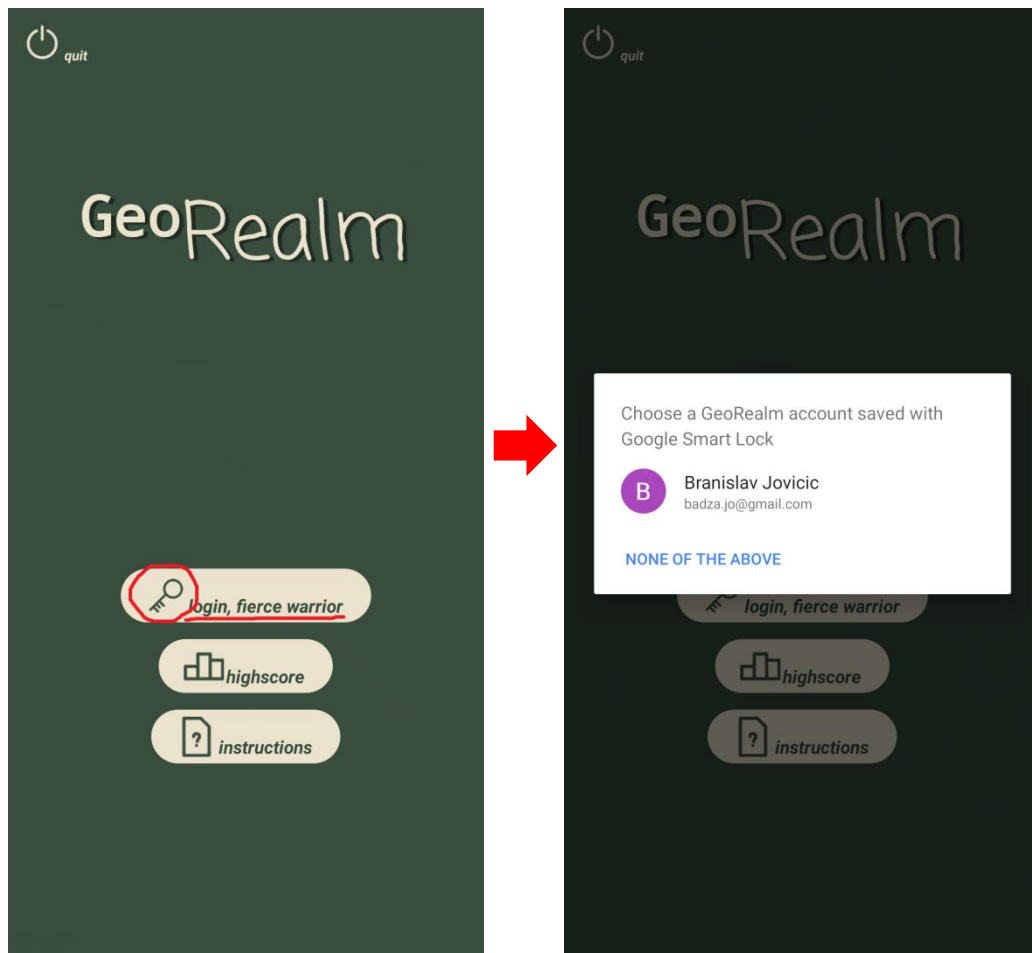 quit
GeoRealm
login, fierce warrior
highscore
instructions
quit
GeoRealm
Choose a GeoRealm account saved with
Google Smart Lock
B
Branislav Jovicic
badza.jo@gmail.com
NONE OF THE ABOVE
login, fierce warrior
highscore
? instructions